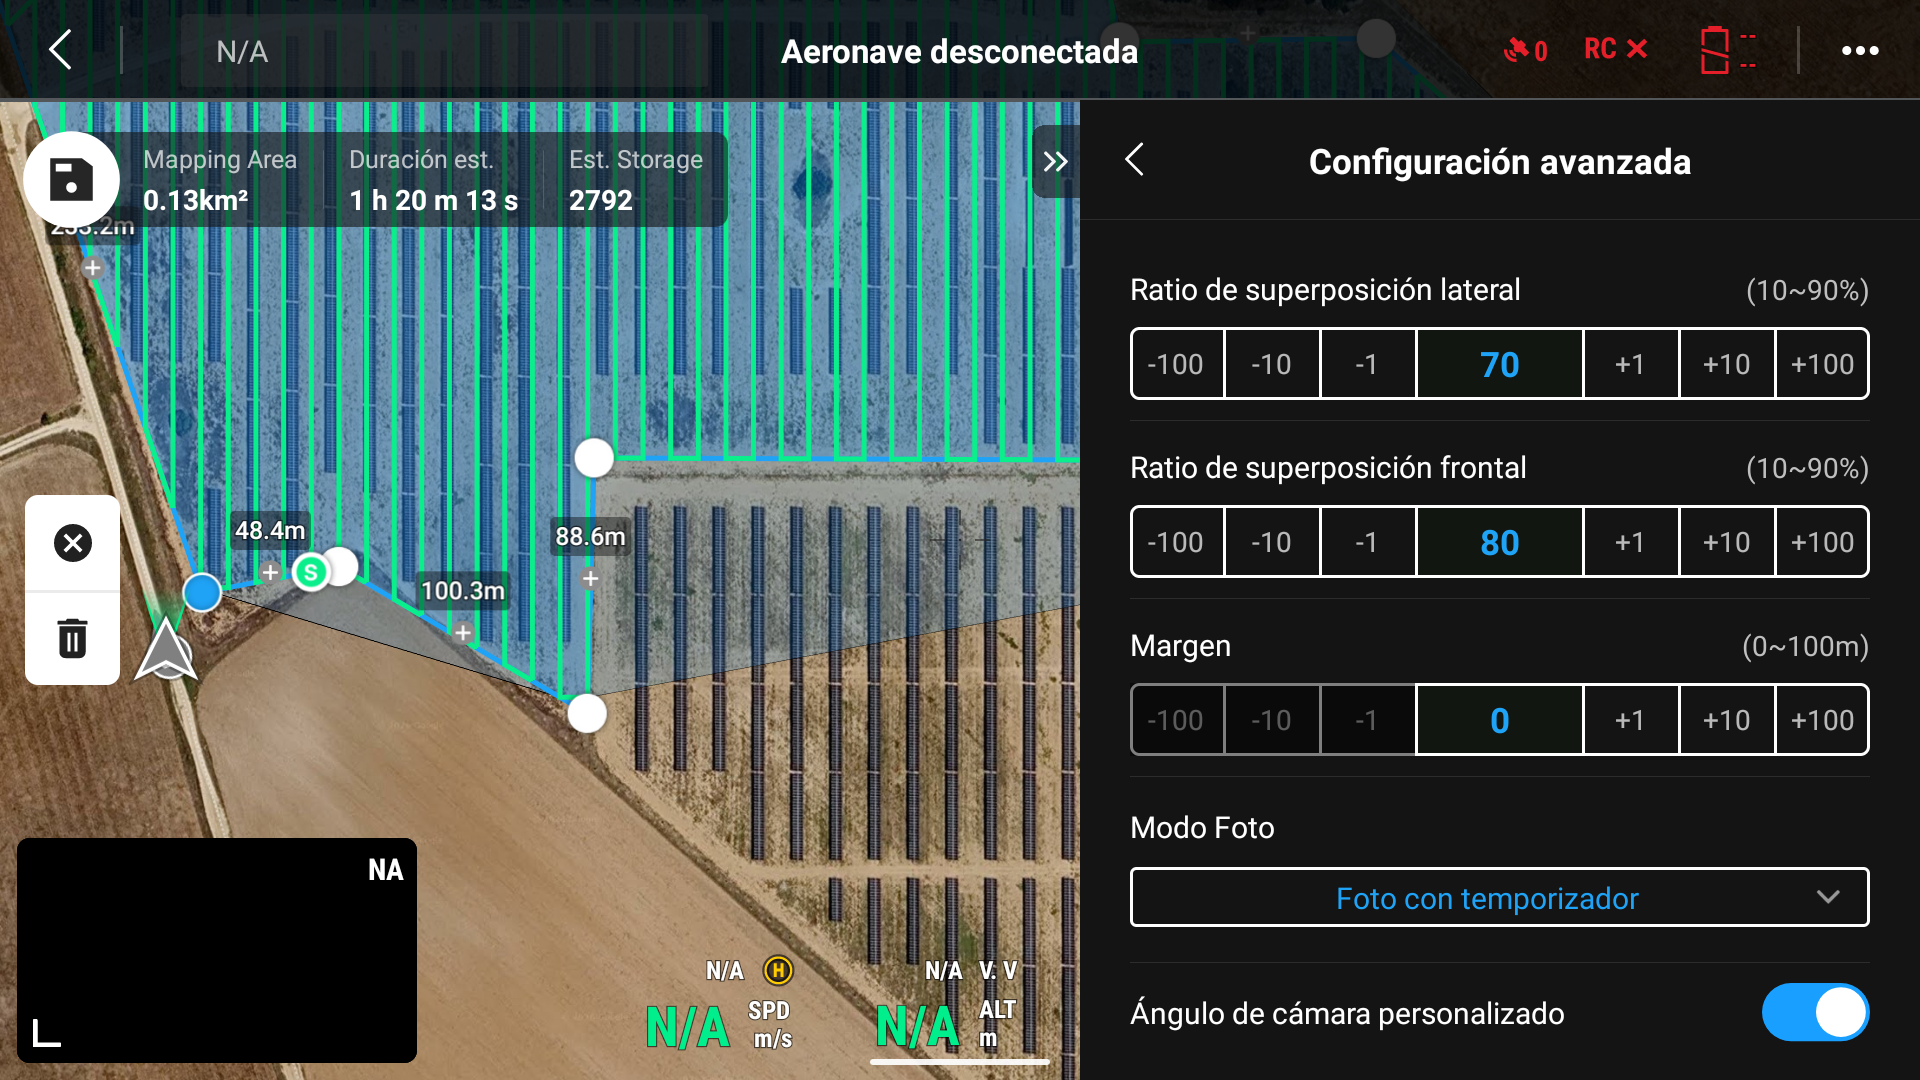 N/A
Aeronave desconectada
0
RC
--
--
Mapping Area
0.13km²
Duración est.
1 h 20 m 13 s
Est. Storage
2792
Configuración avanzada
Ratio de superposición lateral
(10~90%)
-100 -10 -1 70 +1 +10 +100
Ratio de superposición frontal
(10~90%)
-100 -10 -1 80 +1 +10 +100
Margen
(0~100m)
-100 -10 -1 0 +1 +10 +100
Modo Foto
Foto con temporizador
Ángulo de cámara personalizado
48.4m
S
88.6m
100.3m
NA
N/A
H
N/A
SPD
m/s
N/A
V. V
N/A
ALT
m